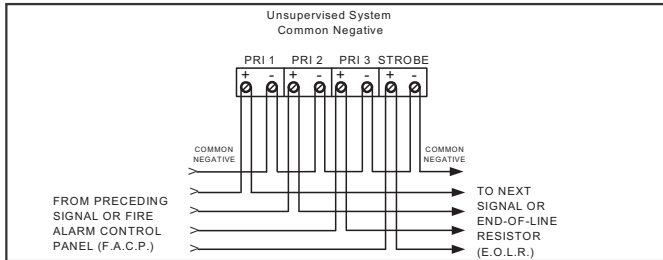 Unsupervised System
Common Negative
PRI 1 PRI 2 PRI 3 STROBE
+ - + - + - + -
COMMON
NEGATIVE
COMMON
NEGATIVE
FROM PRECEDING
SIGNAL OR FIRE
ALARM CONTROL
PANEL (F.A.C.P.)
TO NEXT
SIGNAL OR
END-OF-LINE
RESISTOR
(E.O.L.R.)